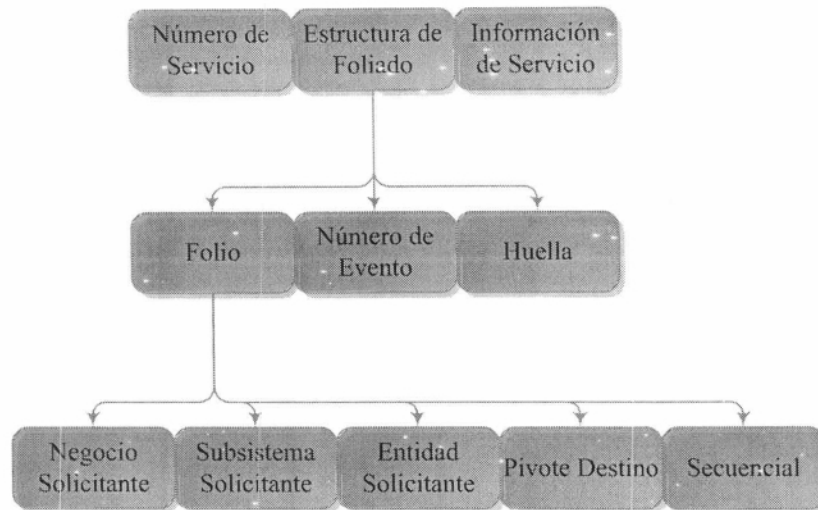 Número de
Servicio
Estructura de
Foliado
Información
de Servicio
Folio
Número de
Evento
Huella
Negocio
Solicitante
Subsistema
Solicitante
Entidad
Solicitante
Pivote Destino
Secuencial